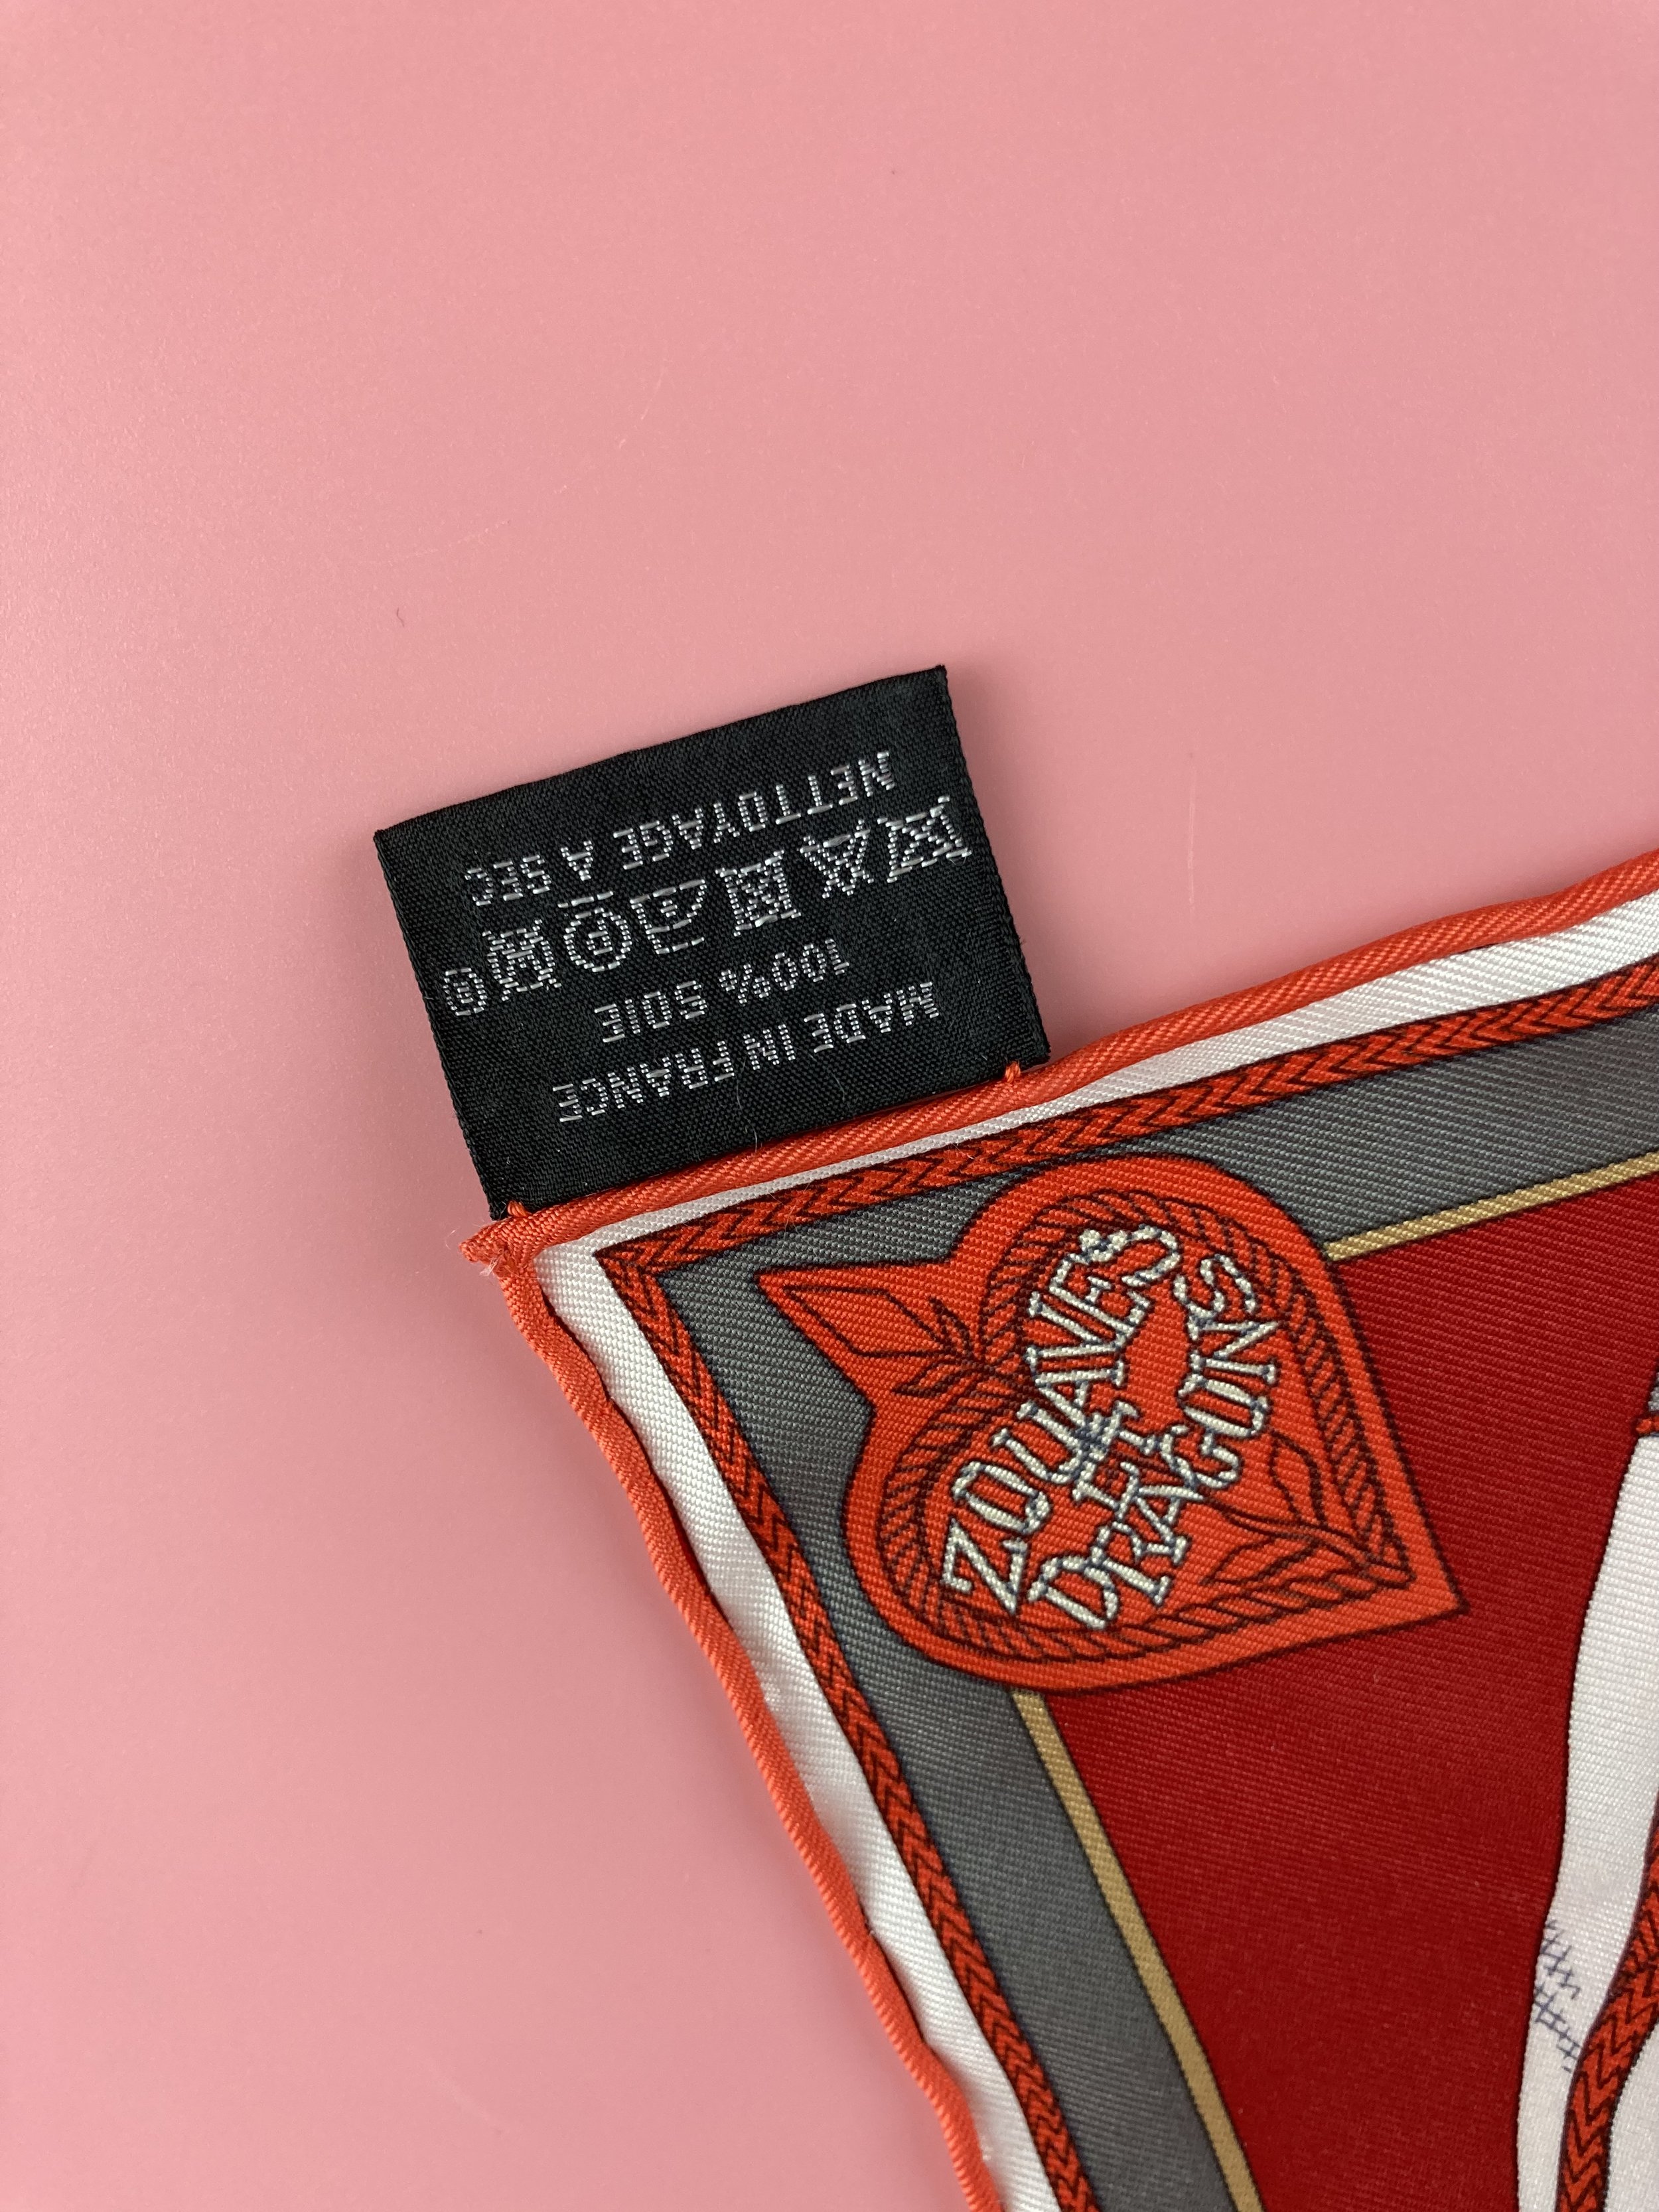 MADE IN FRANCE
100% SOIE
®
NETTOYAGE A SEC
ZOUAVES
ET
DRAGONS